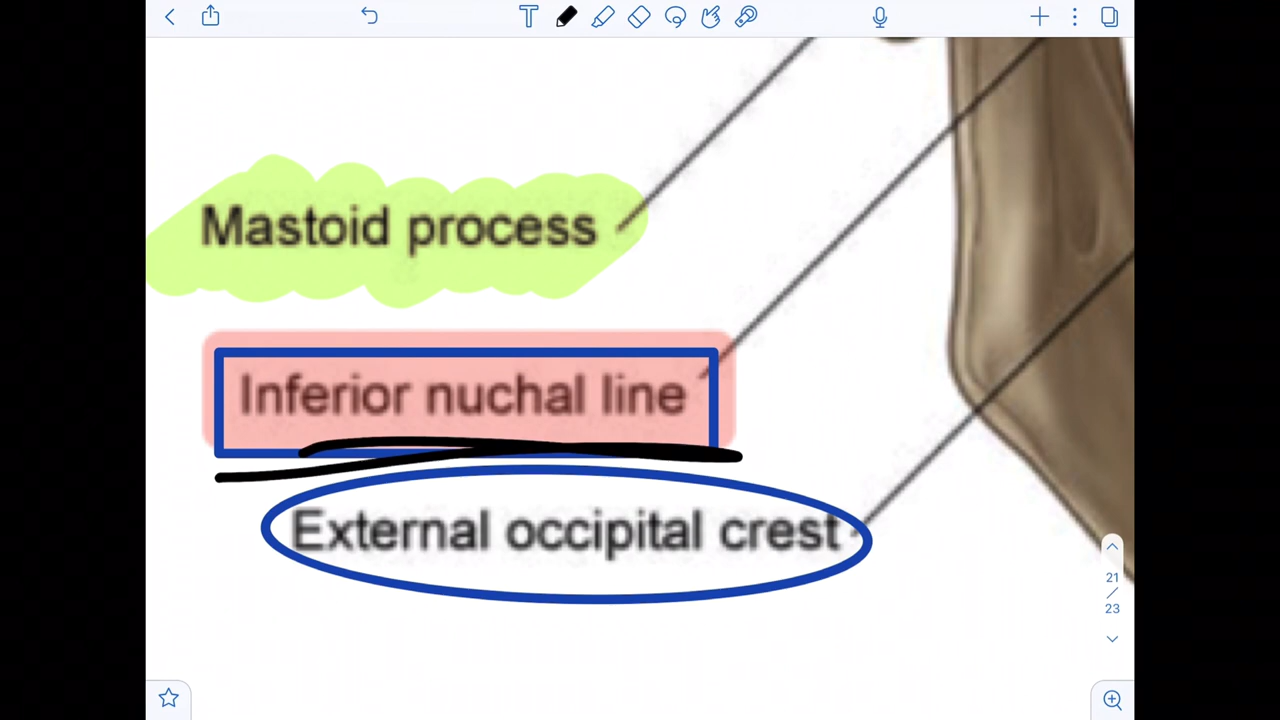 Mastoid process
Inferior nuchal line
External occipital crest
21
/
23